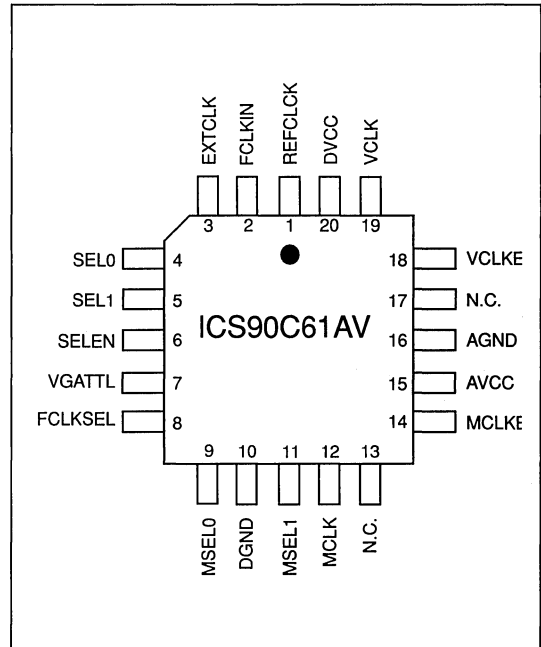 EXTCLK
FCLKIN
REFCLCK
DVCC
VCLK
3 2 1 20 19
SEL0 4
SEL1 5
SELEN 6
VGATTL 7
FCLKSEL 8
ICS90C61AV
18 VCLKE
17 N.C.
16 AGND
15 AVCC
14 MCLKE
9 10 11 12 13
MSEL0
DGND
MSEL1
MCLK
N.C.